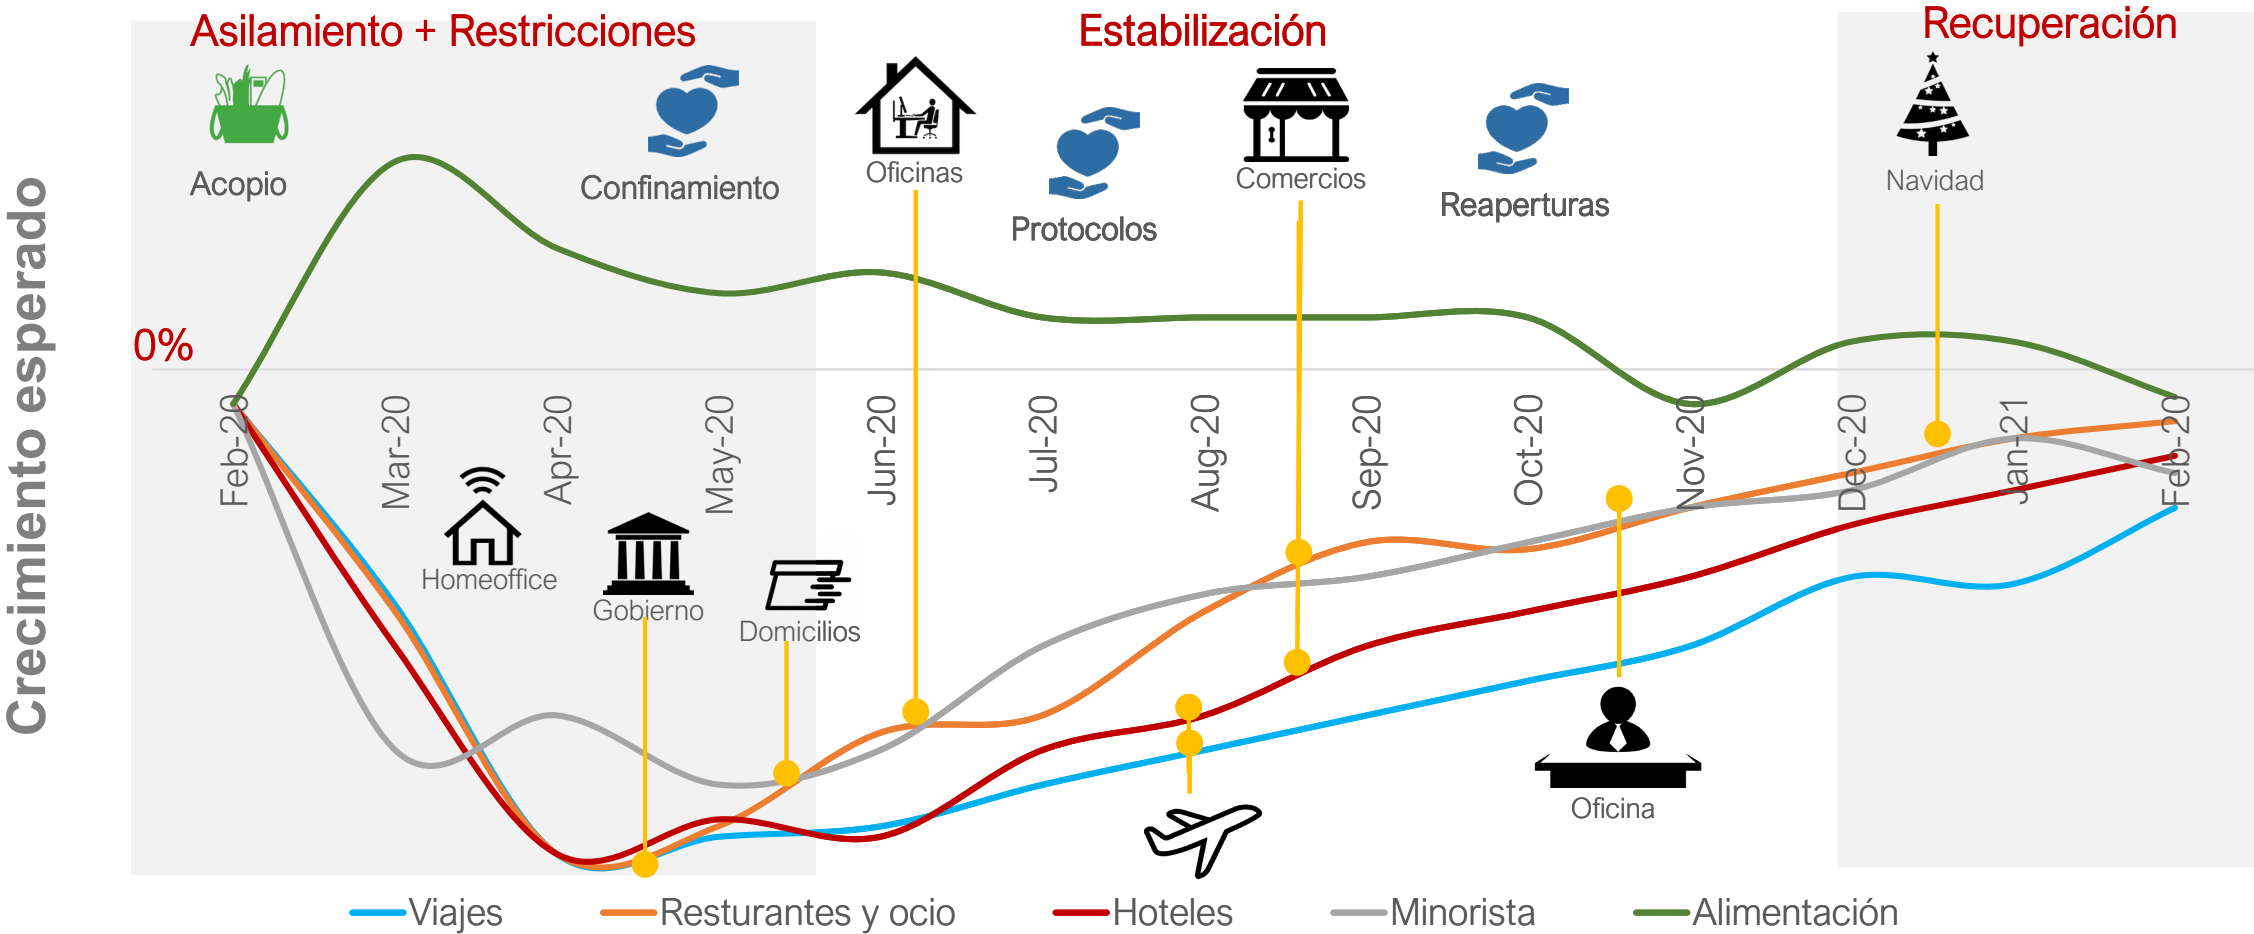 Asilamiento + Restricciones
Estabilización
Recuperación
Acopio
Confinamiento
Oficinas
Protocolos
Comercios
Reaperturas
Navidad
Crecimiento esperado
0%
Feb-20
Mar-20
Apr-20
May-20
Jun-20
Jul-20
Aug-20
Sep-20
Oct-20
Nov-20
Dec-20
Jan-21
Feb-20
Homeoffice
Gobierno
Domicilios
Oficina
Viajes
Resturantes y ocio
Hoteles
Minorista
Alimentación